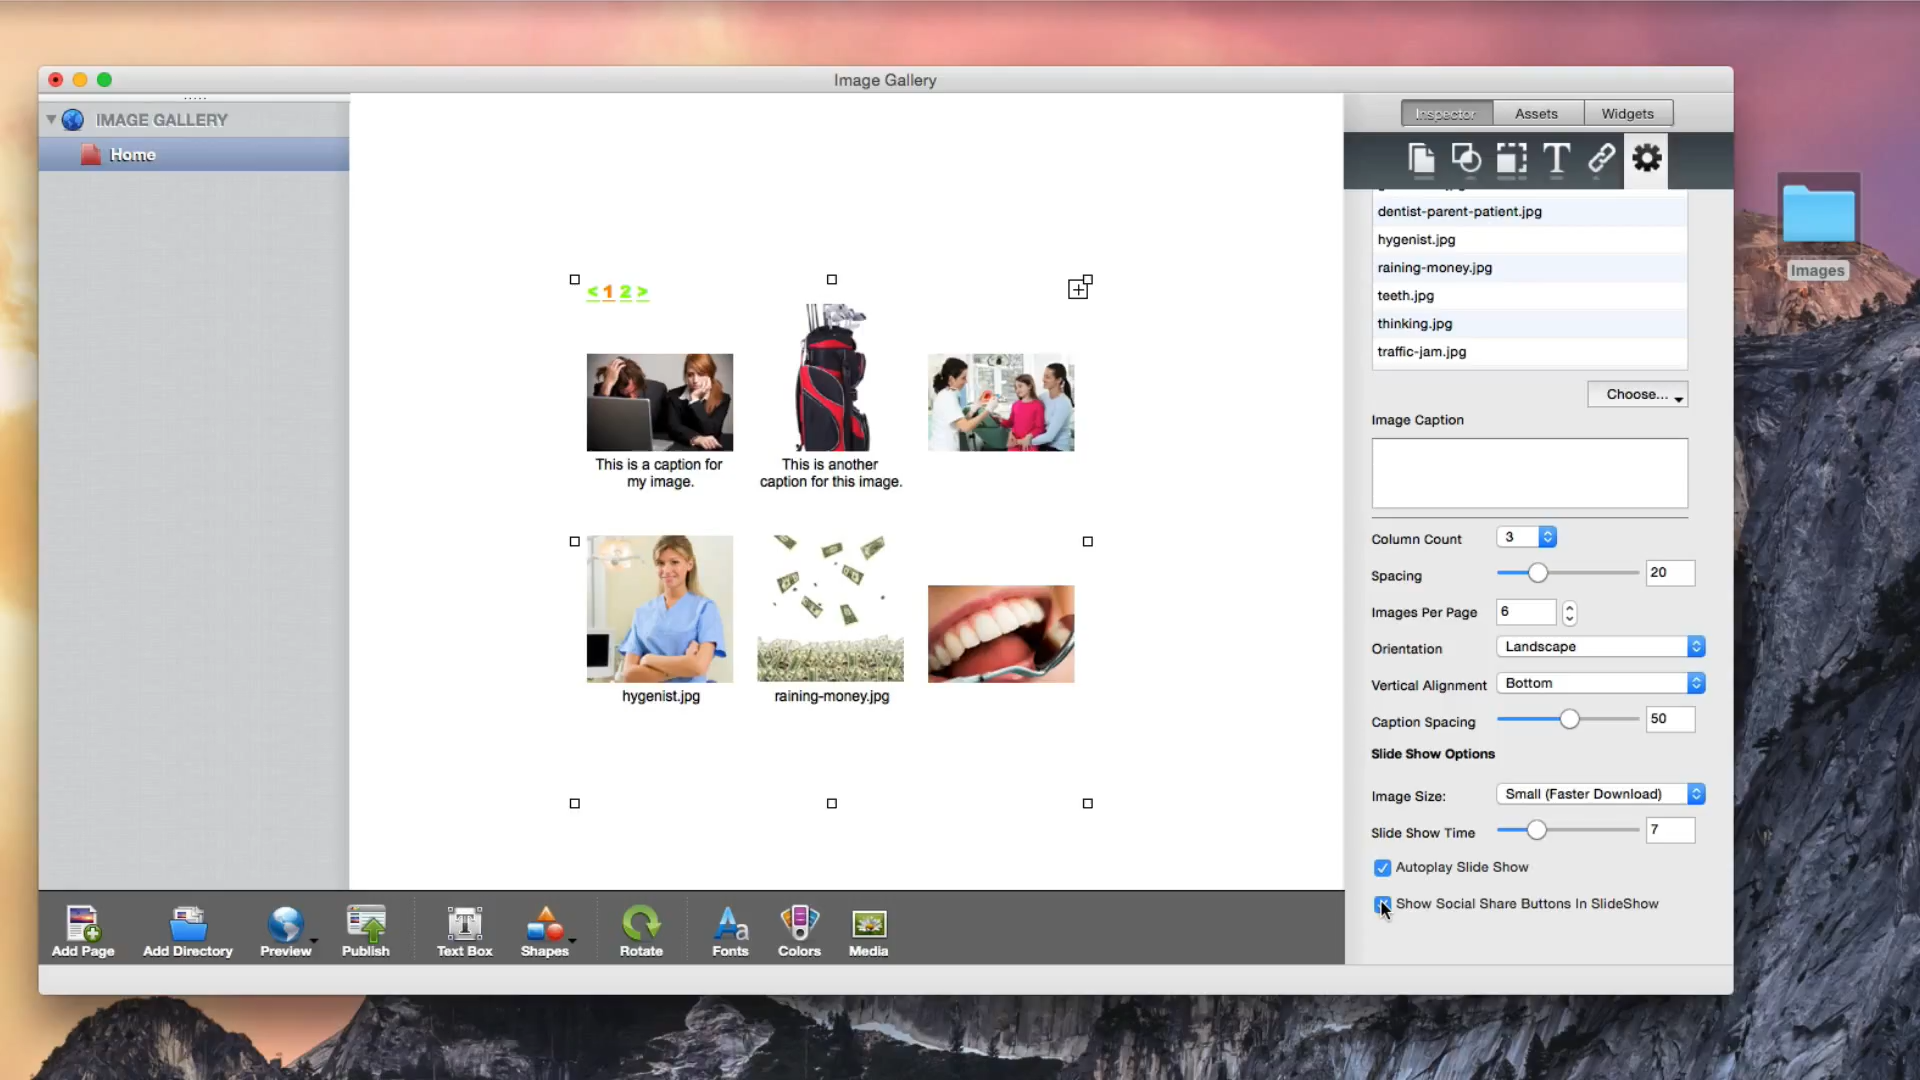 Image Gallery
IMAGE GALLERY
Home
< 1 2 >
This is a caption for
my image.
This is another
caption for this image.
hygenist.jpg
raining-money.jpg
Inspector
Assets
Widgets
T
dentist-parent-patient.jpg
hygenist.jpg
raining-money.jpg
teeth.jpg
thinking.jpg
traffic-jam.jpg
Choose...
Image Caption
Column Count 3
Spacing 20
Images Per Page 6
Orientation Landscape
Vertical Alignment Bottom
Caption Spacing 50
Slide Show Options
Image Size: Small (Faster Download)
Slide Show Time 7
Autoplay Slide Show
Show Social Share Buttons In SlideShow
Images
Add Page
Add Directory
Preview
Publish
Text Box
Shapes
Rotate
Fonts
Colors
Media